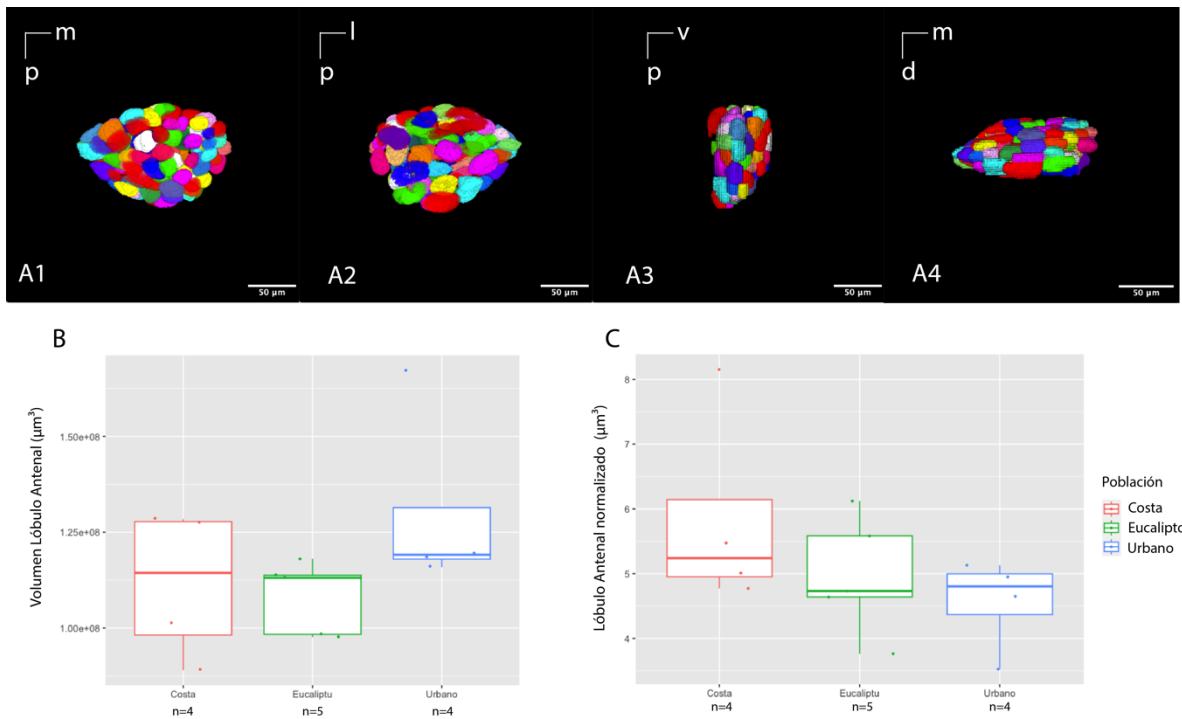 m
p
A1
50 µm
l
p
A2
50 µm
v
p
A3
50 µm
m
d
A4
50 µm
B
Volumen Lóbulo Antenal (µm³)
1.50e+08
1.25e+08
1.00e+08
Costa
Eucaliptu
Urbano
n=4
n=5
n=4
C
Lóbulo Antenal normalizado (µm³)
8
7
6
5
4
Costa
Eucaliptu
Urbano
n=4
n=5
n=4
Población
Costa
Eucalipto
Urbano